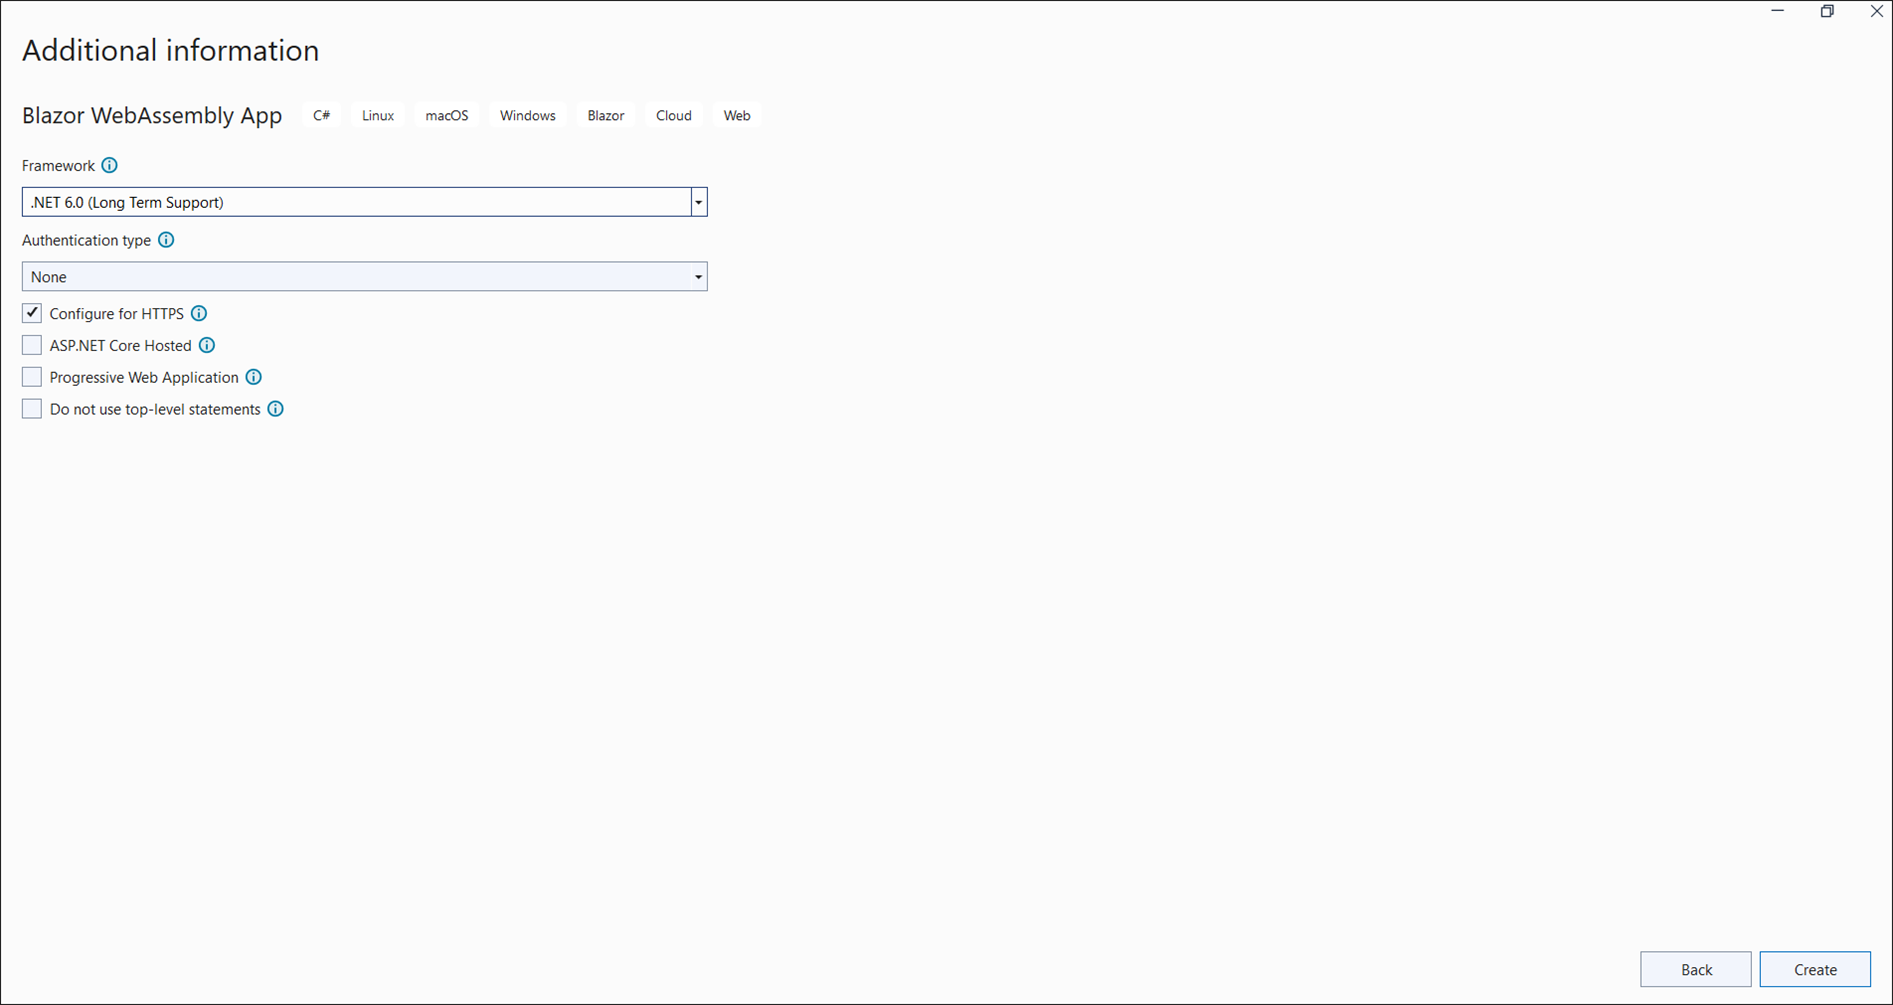 Additional information
Blazor WebAssembly App C# Linux macOS Windows Blazor Cloud Web
Framework
.NET 6.0 (Long Term Support)
Authentication type
None
Configure for HTTPS
ASP.NET Core Hosted
Progressive Web Application
Do not use top-level statements
Back Create